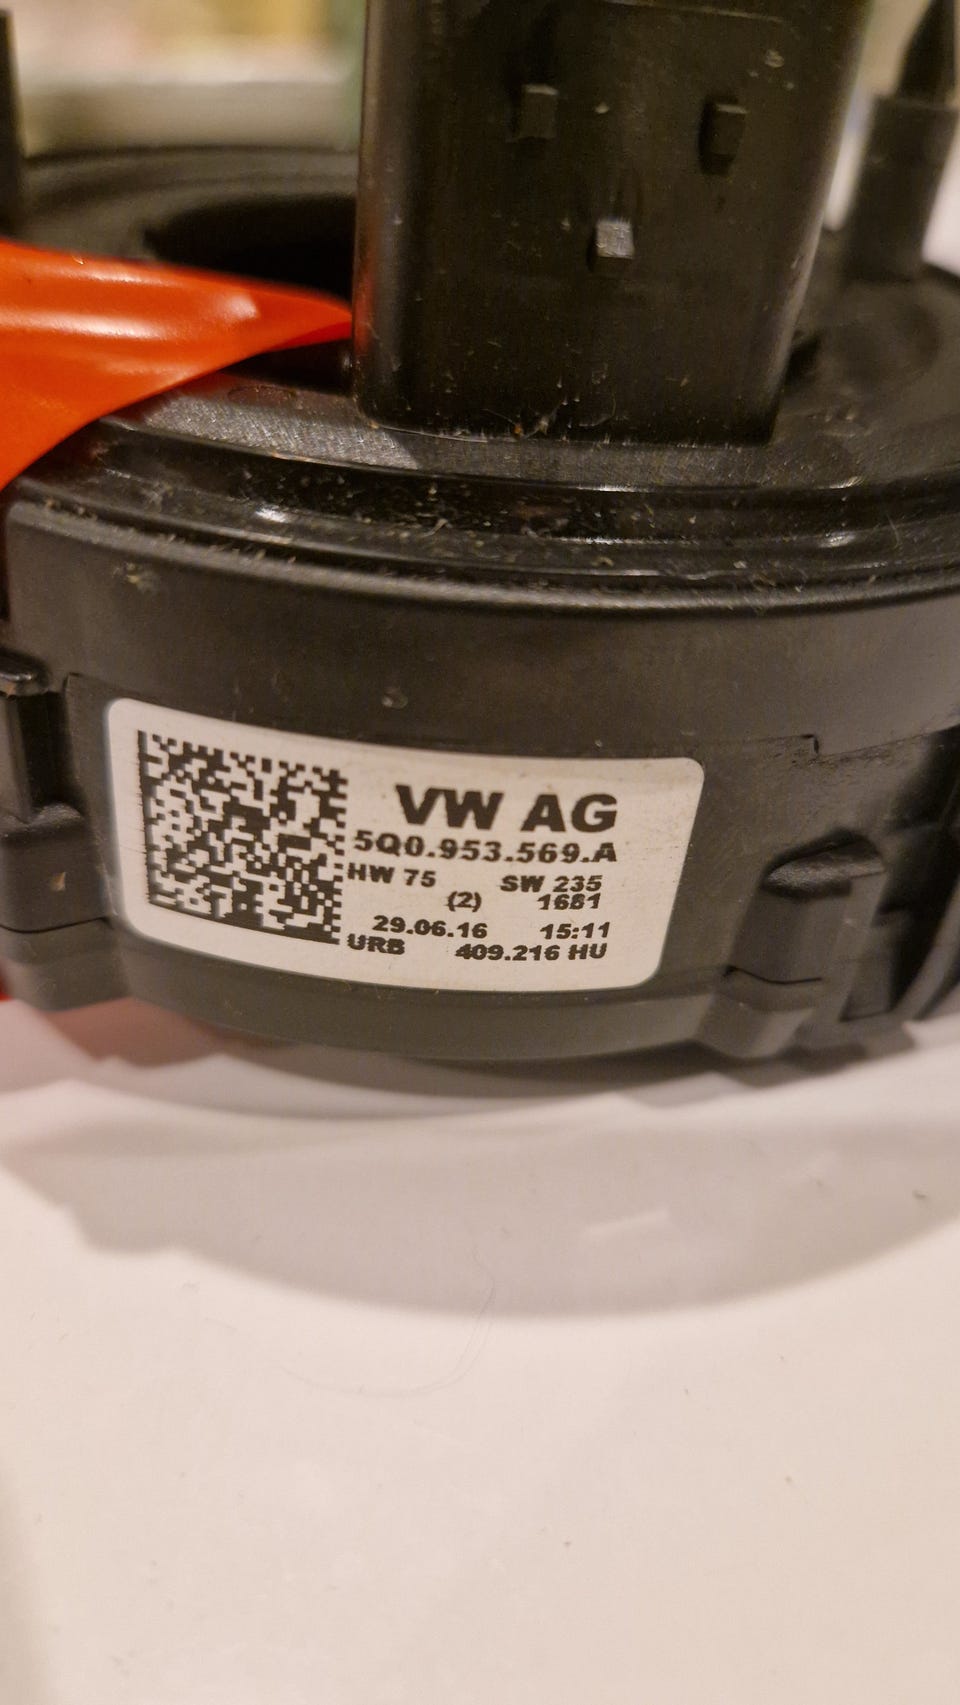 VW AG
5Q0.953.569.A
HW 75 SW 235
(2) 1681
29.06.16 15:11
URB 409.216 HU